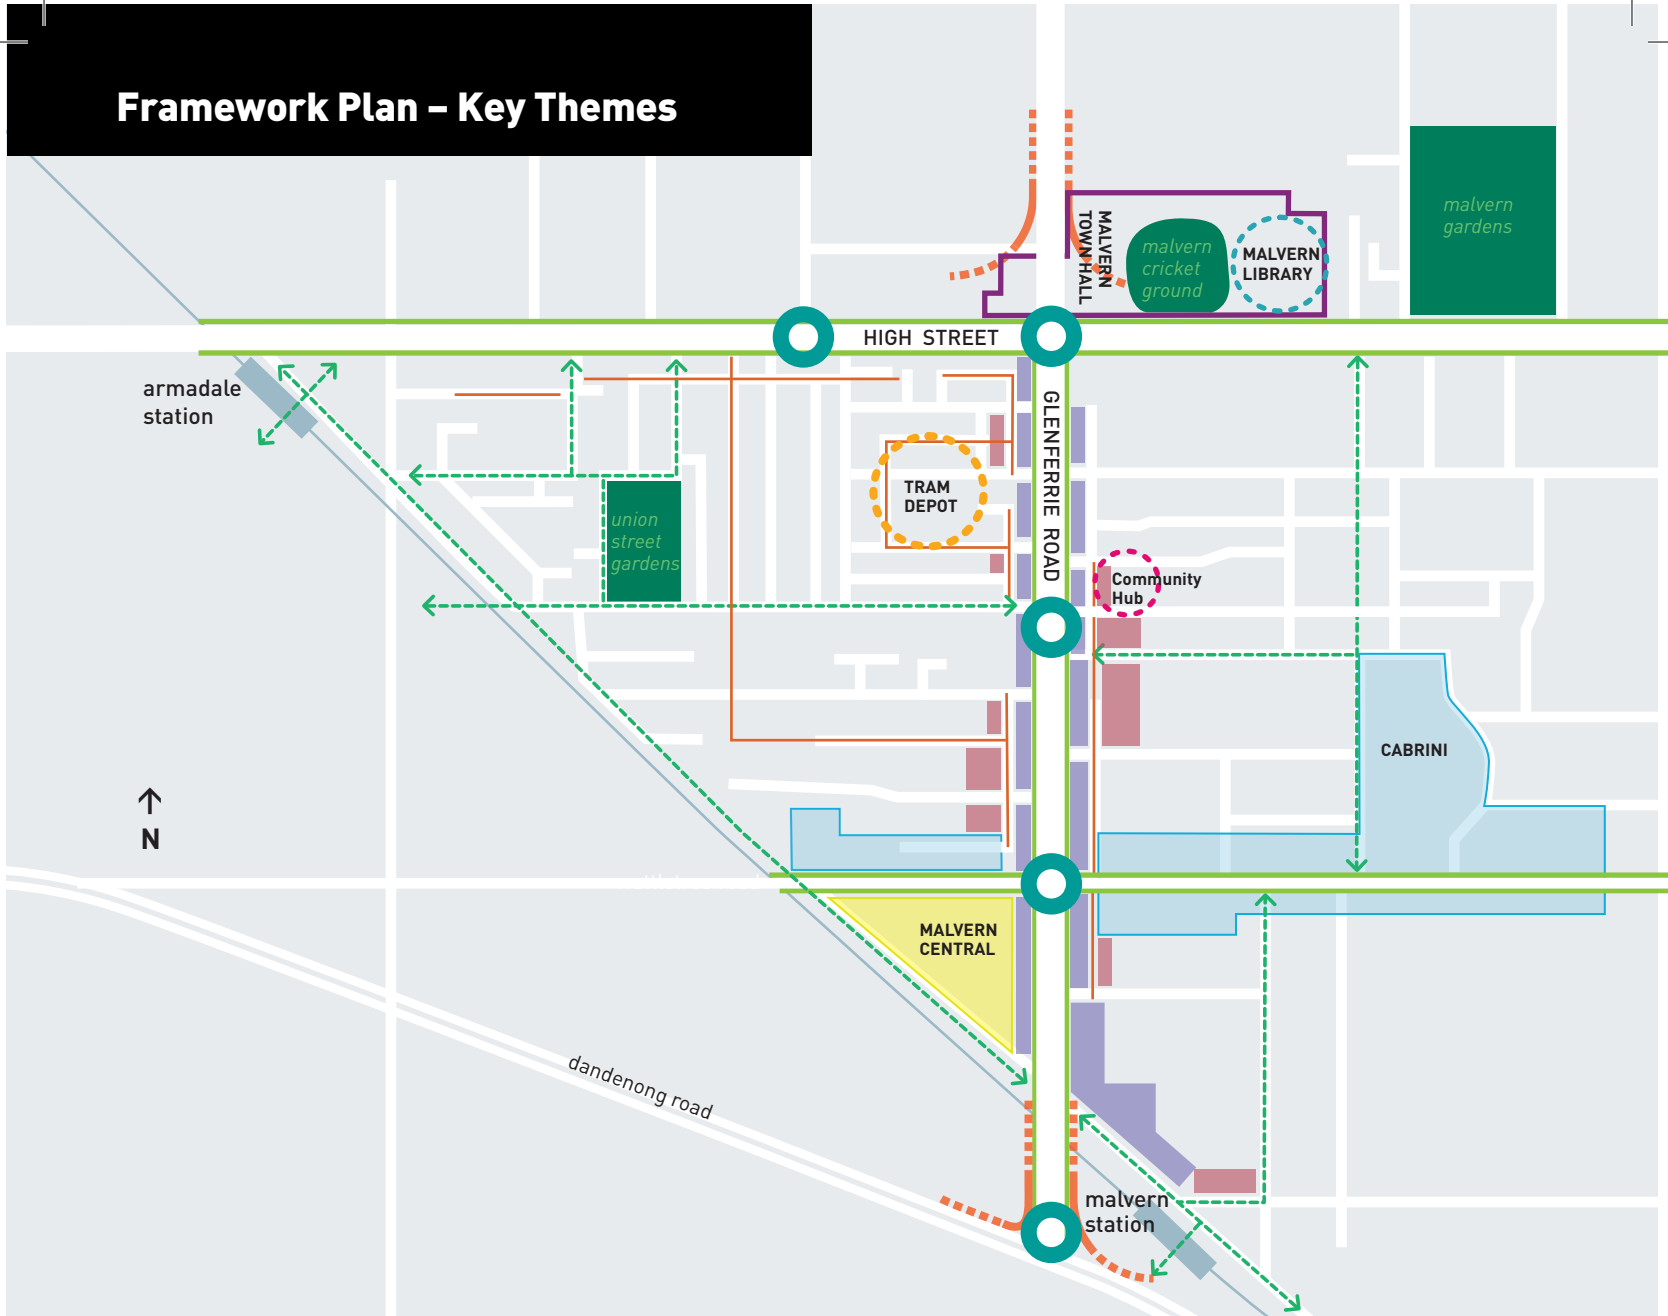 Framework Plan – Key Themes
malvern
gardens
MALVERN
TOWN HALL
malvern
cricket
ground
MALVERN
LIBRARY
HIGH STREET
armadale
station
GLENFERRIE ROAD
TRAM
DEPOT
union
street
gardens
Community
Hub
CABRINI
N
MALVERN
CENTRAL
dandenong road
malvern
station